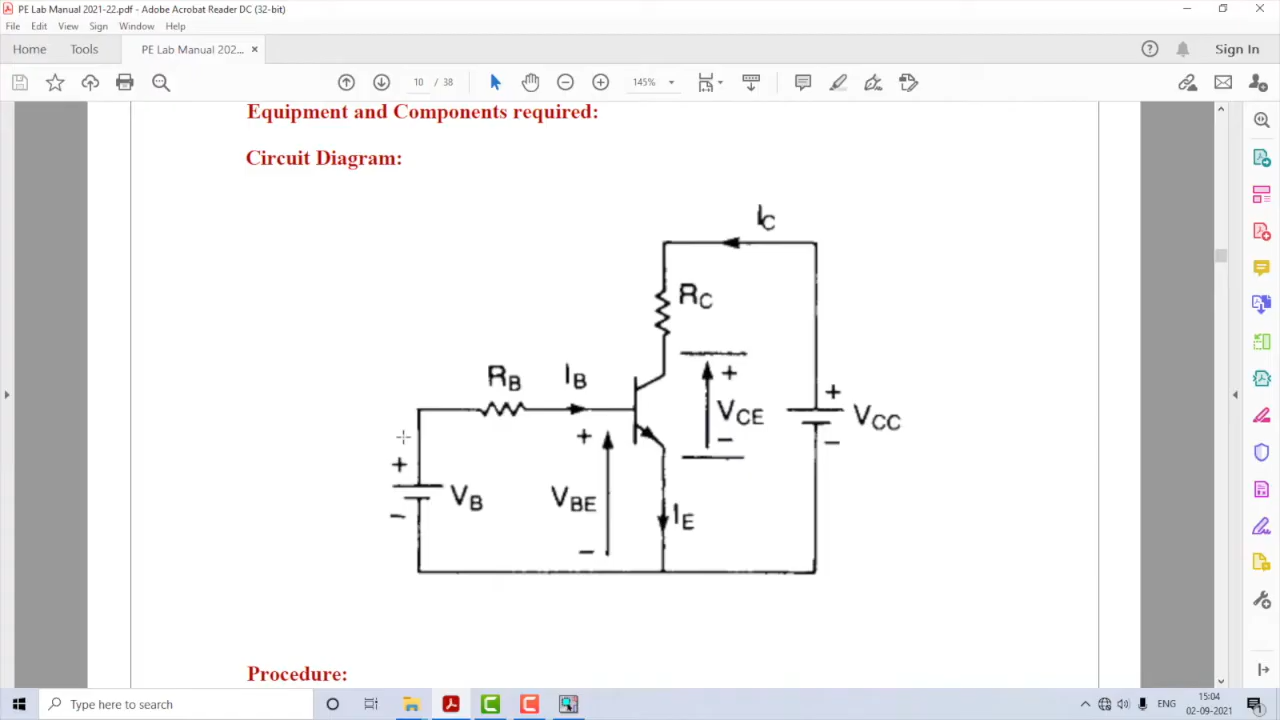 PE Lab Manual 2021-22.pdf - Adobe Acrobat Reader DC (32-bit)
File Edit View Sign Window Help
Home Tools PE Lab Manual 202... × Sign In
10 / 38 145%
Equipment and Components required:
Circuit Diagram:
IC
RC
RB IB
+ +
+ VCE VCC
+ - -
VB VBE
- IE
-
Procedure:
Type here to search
15:04
ENG
02-09-2021
1